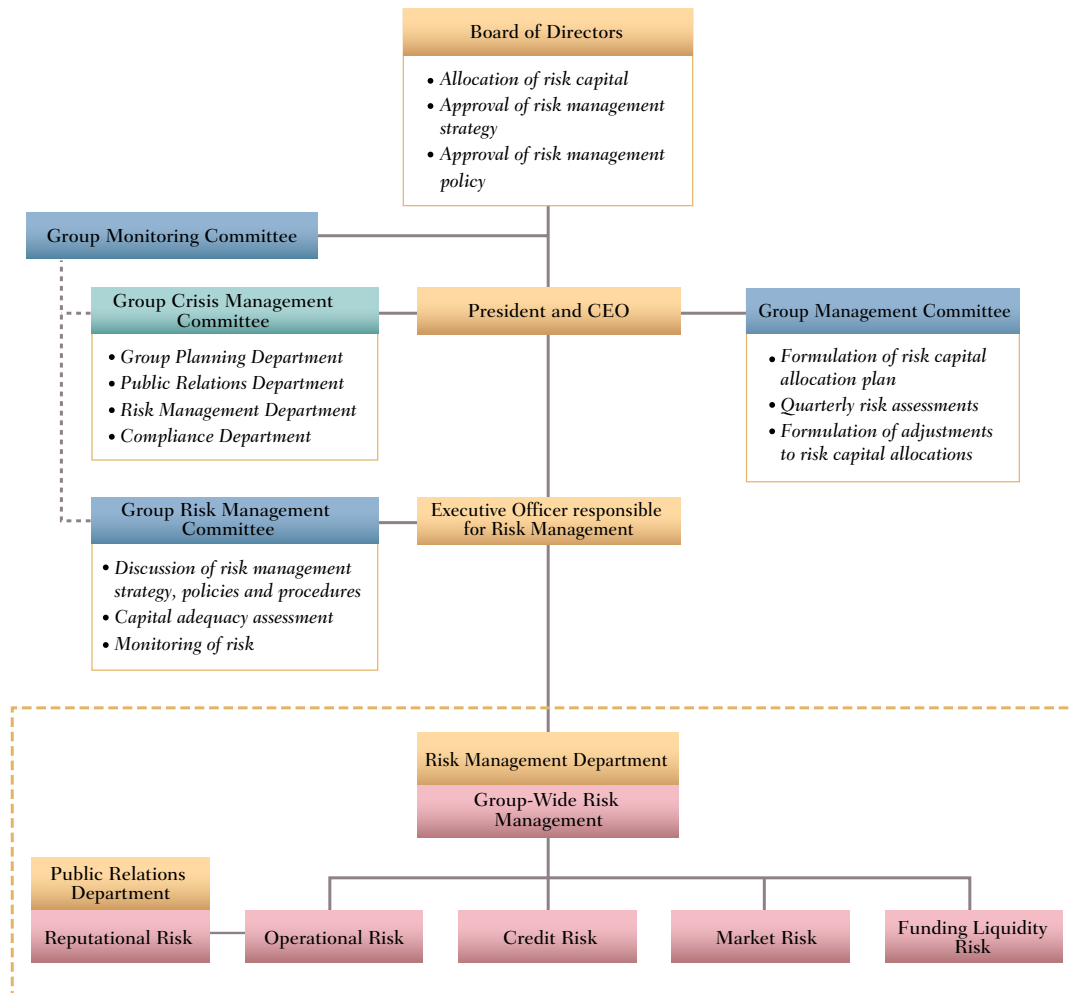 Board of Directors
• Allocation of risk capital
• Approval of risk management
strategy
• Approval of risk management
policy
Group Monitoring Committee
Group Crisis Management
Committee
• Group Planning Department
• Public Relations Department
• Risk Management Department
• Compliance Department
President and CEO
Group Management Committee
• Formulation of risk capital
allocation plan
• Quarterly risk assessments
• Formulation of adjustments
to risk capital allocations
Group Risk Management
Committee
• Discussion of risk management
strategy, policies and procedures
• Capital adequacy assessment
• Monitoring of risk
Executive Officer responsible
for Risk Management
Risk Management Department
Group-Wide Risk
Management
Public Relations
Department
Reputational Risk
Operational Risk
Credit Risk
Market Risk
Funding Liquidity
Risk